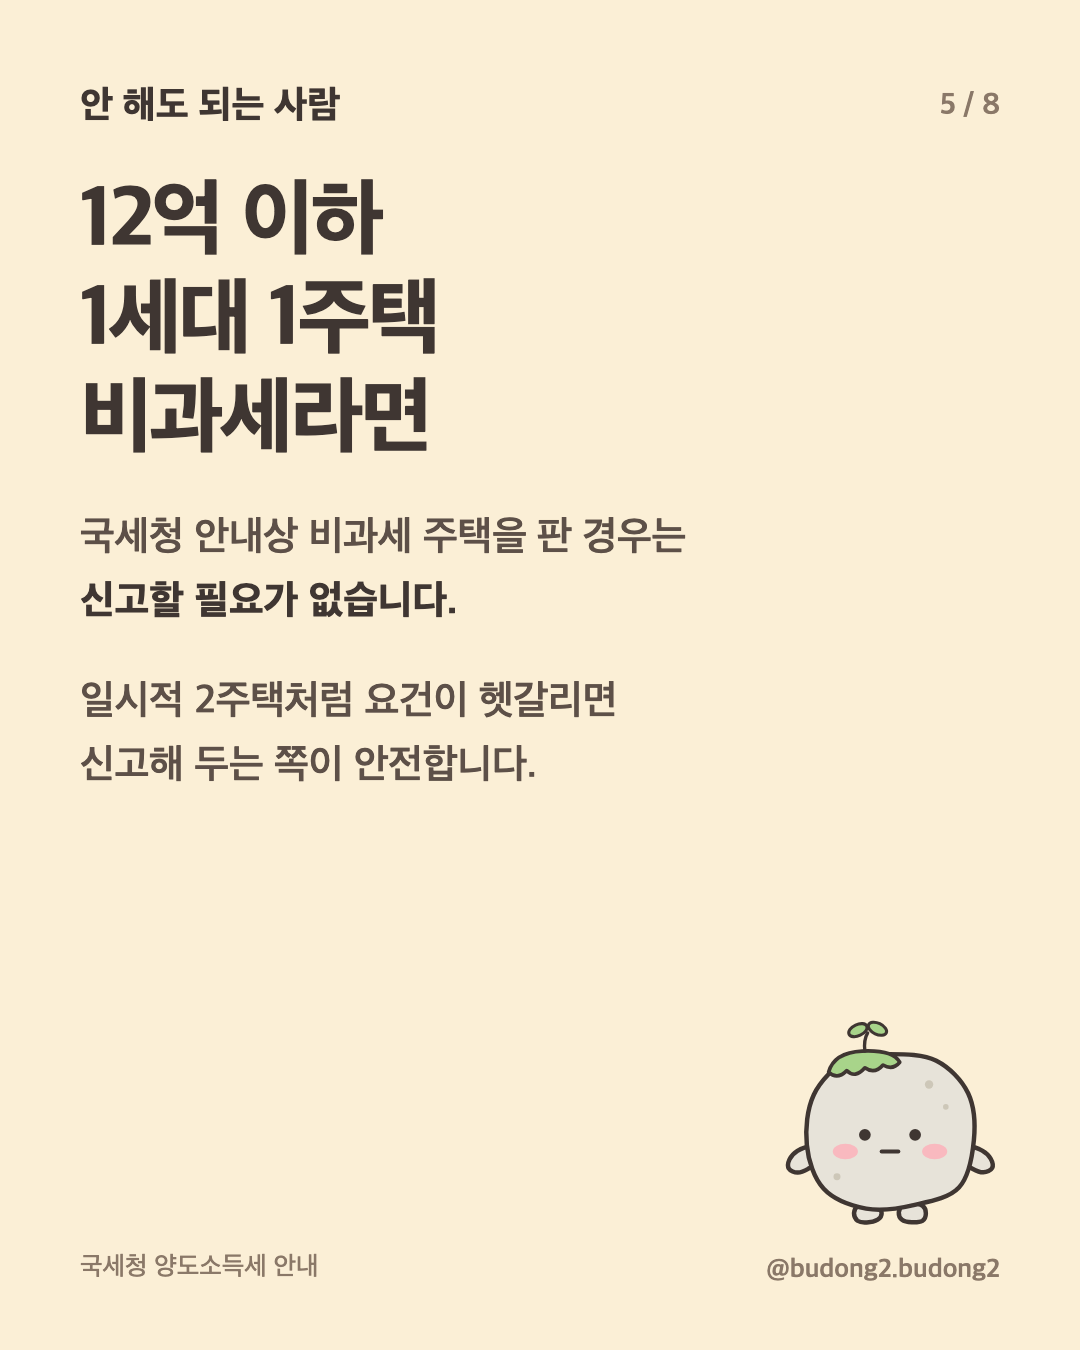 안 해도 되는 사람
5 / 8
12억 이하
1세대 1주택
비과세라면
국세청 안내상 비과세 주택을 판 경우는
신고할 필요가 없습니다.
일시적 2주택처럼 요건이 헷갈리면
신고해 두는 쪽이 안전합니다.
국세청 양도소득세 안내
@budong2.budong2